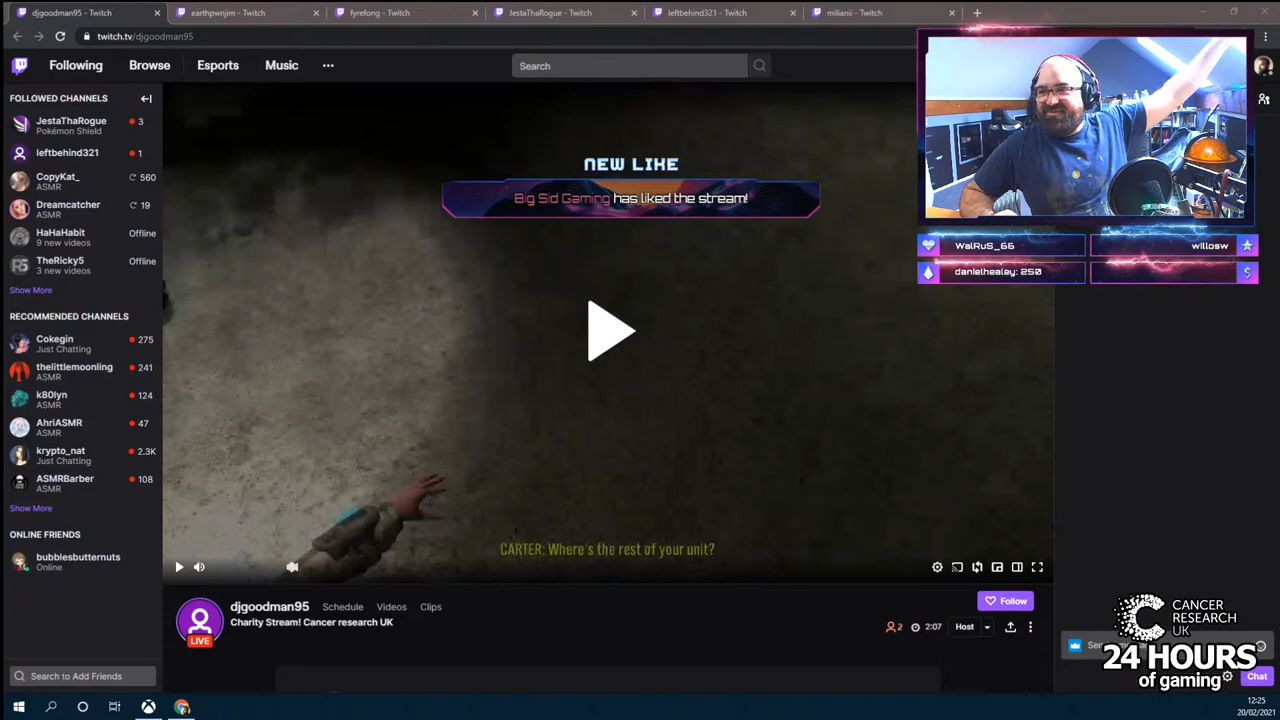 djgoodman95 - Twitch
earthpwnjim - Twitch
fyrefong - Twitch
JestaThaRogue - Twitch
leftbehind321 - Twitch
milianii - Twitch
twitch.tv/djgoodman95
Following
Browse
Esports
Music
Search
FOLLOWED CHANNELS
JestaThaRogue
3
Pokémon Shield
leftbehind321
1
CopyKat_
560
ASMR
Dreamcatcher
19
ASMR
HaHaHabit
Offline
9 new videos
TheRicky5
Offline
3 new videos
Show More
RECOMMENDED CHANNELS
Cokegin
275
Just Chatting
thelittlemoonling
241
ASMR
k80lyn
124
ASMR
AhriASMR
47
ASMR
krypto_nat
2.3K
Just Chatting
ASMRBarber
108
ASMR
Show More
ONLINE FRIENDS
bubblesbutternuts
Online
Search to Add Friends
NEW LIKE
Big Sid Gaming has liked the stream!
WalRuS_66
willosw
danielhealey: 250
$
CARTER: Where's the rest of your unit?
djgoodman95
Schedule
Videos
Clips
Follow
LIVE
Charity Stream! Cancer research UK
2
2:07
Host
CANCER
RESEARCH
UK
24 HOURS
of gaming
Chat
12:25
20/02/2021